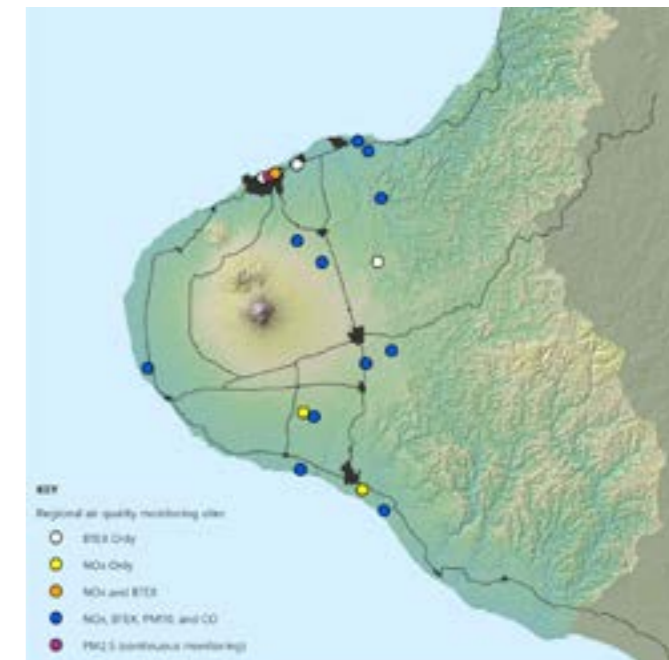 KEY
Regional air quality monitoring sites
BTEX Only
NOx Only
NOx and BTEX
NOx, BTEX, PM10, and CO
PM2.5 (continuous monitoring)